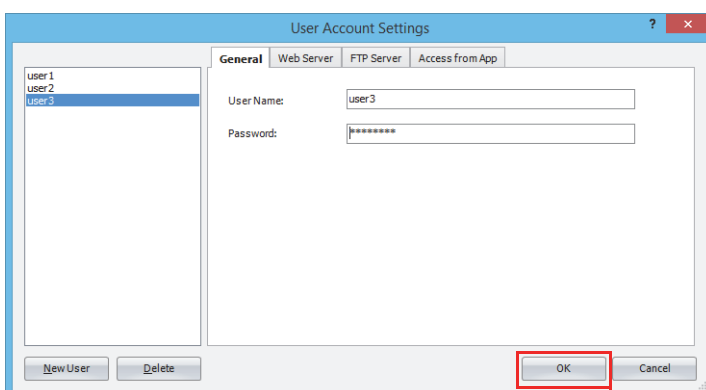 User Account Settings
? ×
General Web Server FTP Server Access from App
user1
user2
user3
User Name: user3
Password: ********
New User Delete OK Cancel